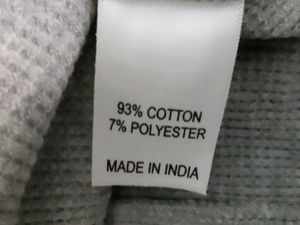 93% COTTON
7% POLYESTER
MADE IN INDIA